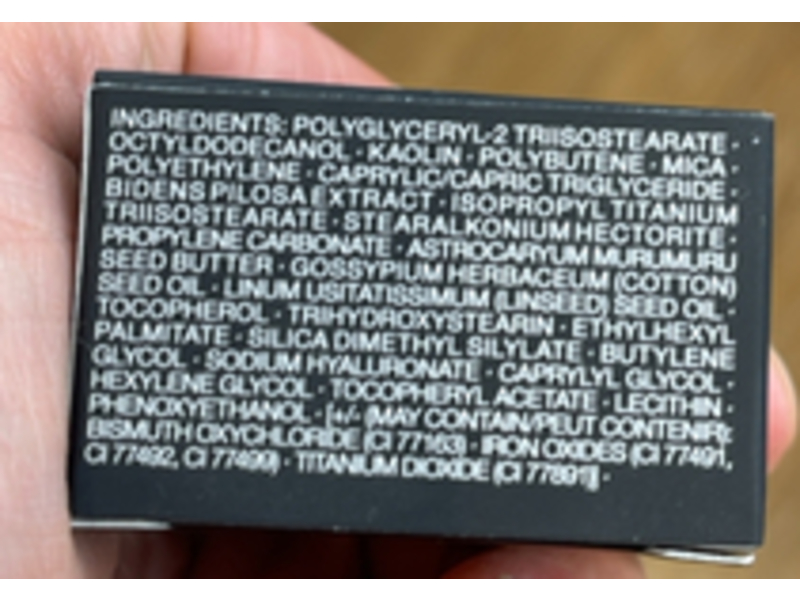 INGREDIENTS: POLYGLYCERYL-2 TRIISOSTEARATE ·
OCTYLDODECANOL · KAOLIN · POLYBUTENE · MICA ·
POLYETHYLENE · CAPRYLIC/CAPRIC TRIGLYCERIDE ·
BIDENS PILOSA EXTRACT · ISOPROPYL TITANIUM
TRIISOSTEARATE · STEARALKONIUM HECTORITE ·
PROPYLENE CARBONATE · ASTROCARYUM MURUMURU
SEED BUTTER · GOSSYPIUM HERBACEUM (COTTON)
SEED OIL · LINUM USITATISSIMUM (LINSEED) SEED OIL ·
TOCOPHEROL · TRIHYDROXYSTEARIN · ETHYLHEXYL
PALMITATE · SILICA DIMETHYL SILYLATE · BUTYLENE
GLYCOL · SODIUM HYALURONATE · CAPRYLYL GLYCOL ·
HEXYLENE GLYCOL · TOCOPHERYL ACETATE · LECITHIN ·
PHENOXYETHANOL · [+/- (MAY CONTAIN/PEUT CONTENIR):
BISMUTH OXYCHLORIDE (CI 77163) · IRON OXIDES (CI 77491,
CI 77492, CI 77499) · TITANIUM DIOXIDE (CI 77891)] ·